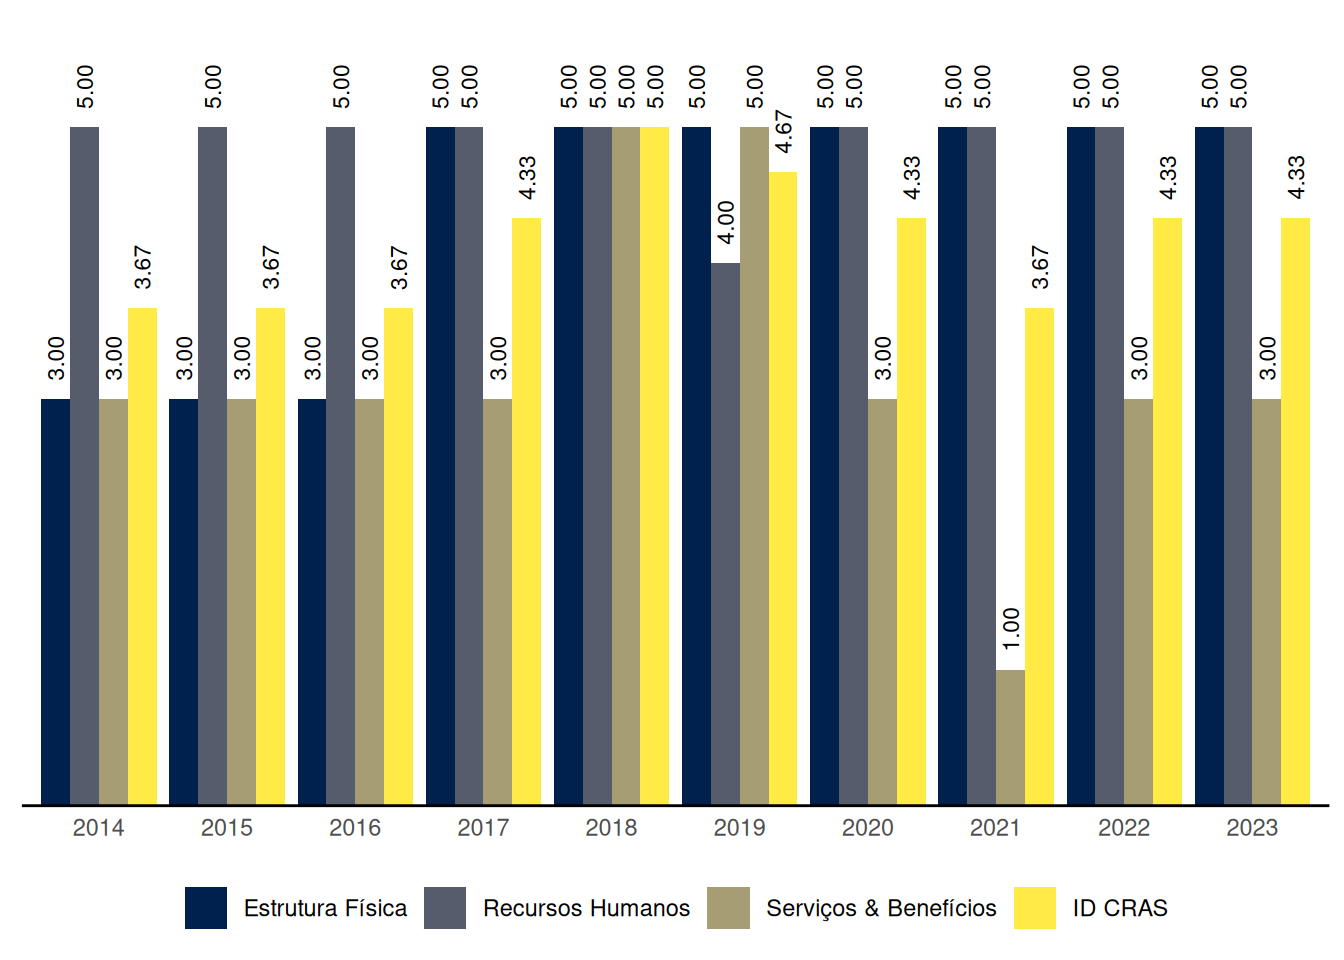 3.00 5.00 3.00 3.67 3.00 5.00 3.00 3.67 3.00 5.00 3.00 3.67 5.00 5.00 3.00 4.33 5.00 5.00 5.00 5.00 5.00 4.00 5.00 4.67 5.00 5.00 3.00 4.33 5.00 5.00 1.00 3.67 5.00 5.00 3.00 4.33 5.00 5.00 3.00 4.33
2014 2015 2016 2017 2018 2019 2020 2021 2022 2023
Estrutura Física Recursos Humanos Serviços & Benefícios ID CRAS